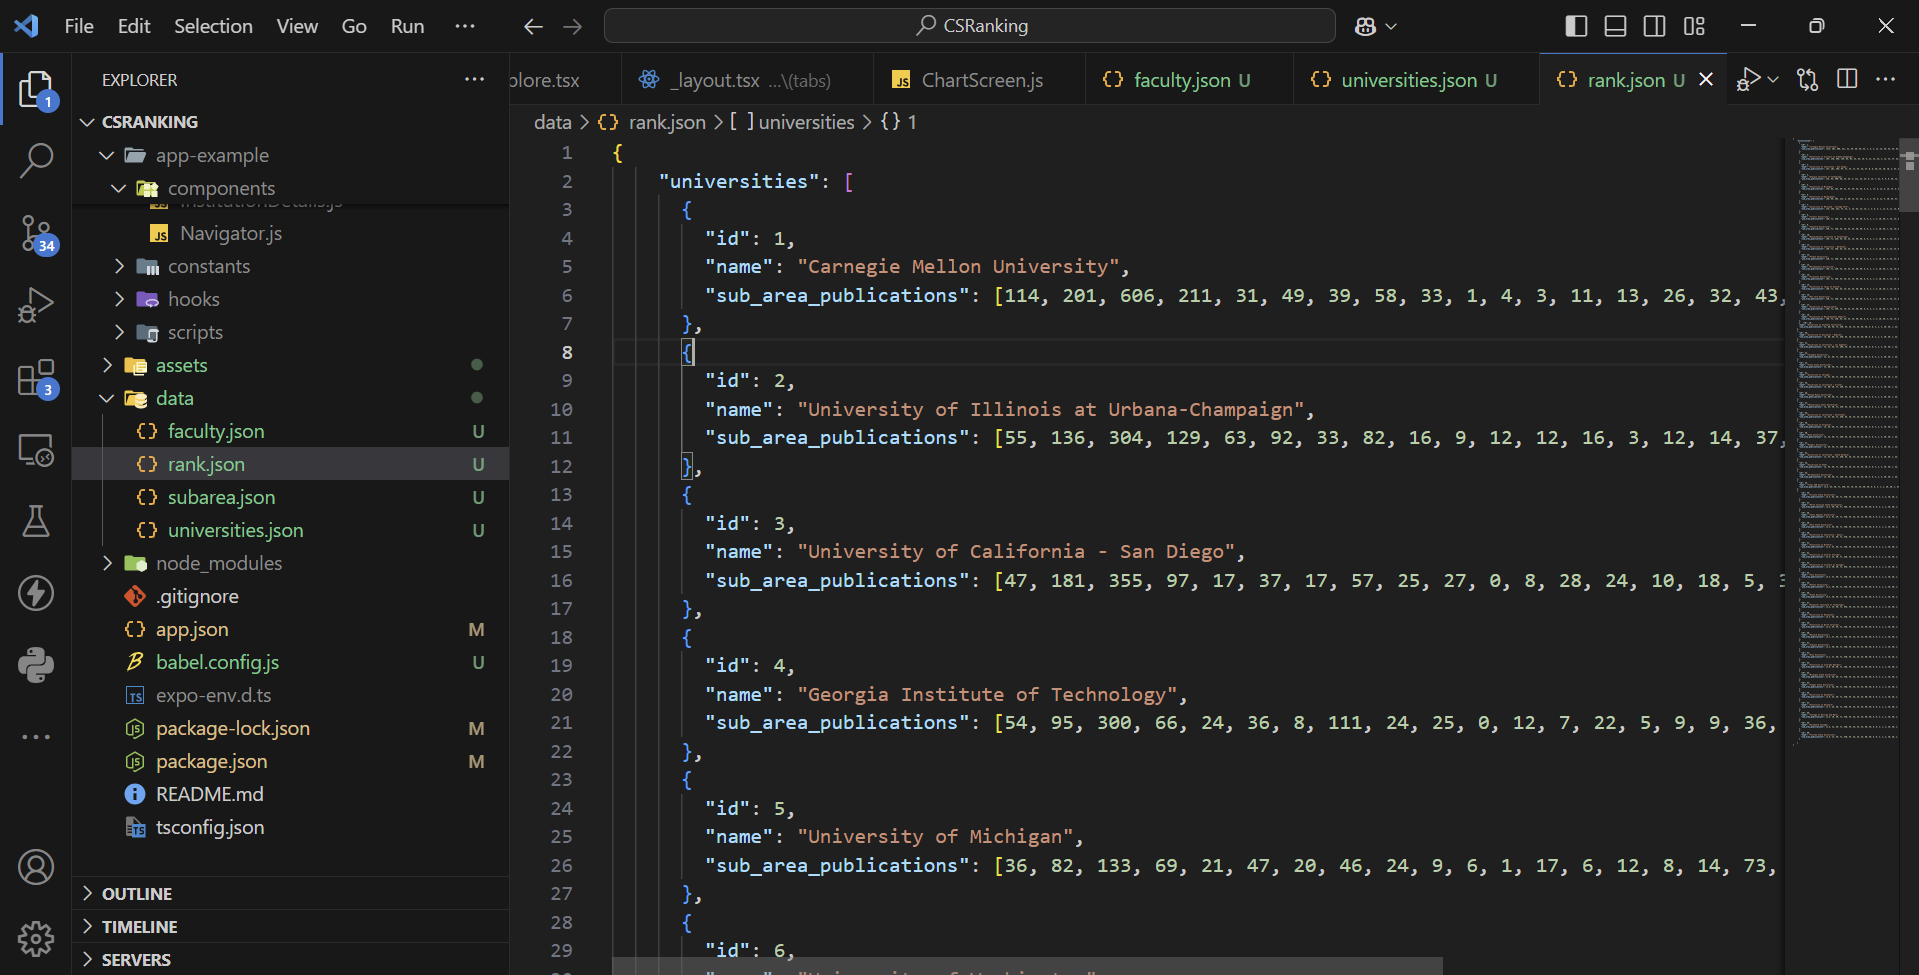 File Edit Selection View Go Run ··· CSRanking
EXPLORER ···
CSRANKING
app-example
components
InstitutionDetails.js
Navigator.js
constants
hooks
scripts
assets
data
faculty.json U
rank.json U
subarea.json U
universities.json U
node_modules
.gitignore
app.json M
babel.config.js U
expo-env.d.ts
package-lock.json M
package.json M
README.md
tsconfig.json
OUTLINE
TIMELINE
SERVERS
1
34
3
plore.tsx _layout.tsx ...\(tabs) ChartScreen.js faculty.json U universities.json U rank.json U
data > {} rank.json > [ ] universities > {} 1
1 {
2 "universities": [
3 {
4 "id": 1,
5 "name": "Carnegie Mellon University",
6 "sub_area_publications": [114, 201, 606, 211, 31, 49, 39, 58, 33, 1, 4, 3, 11, 13, 26, 32, 43,
7 },
8 {
9 "id": 2,
10 "name": "University of Illinois at Urbana-Champaign",
11 "sub_area_publications": [55, 136, 304, 129, 63, 92, 33, 82, 16, 9, 12, 12, 16, 3, 12, 14, 37,
12 },
13 {
14 "id": 3,
15 "name": "University of California - San Diego",
16 "sub_area_publications": [47, 181, 355, 97, 17, 37, 17, 57, 25, 27, 0, 8, 28, 24, 10, 18, 5,
17 },
18 {
19 "id": 4,
20 "name": "Georgia Institute of Technology",
21 "sub_area_publications": [54, 95, 300, 66, 24, 36, 8, 111, 24, 25, 0, 12, 7, 22, 5, 9, 9, 36,
22 },
23 {
24 "id": 5,
25 "name": "University of Michigan",
26 "sub_area_publications": [36, 82, 133, 69, 21, 47, 20, 46, 24, 9, 6, 1, 17, 6, 12, 8, 14, 73,
27 },
28 {
29 "id": 6,